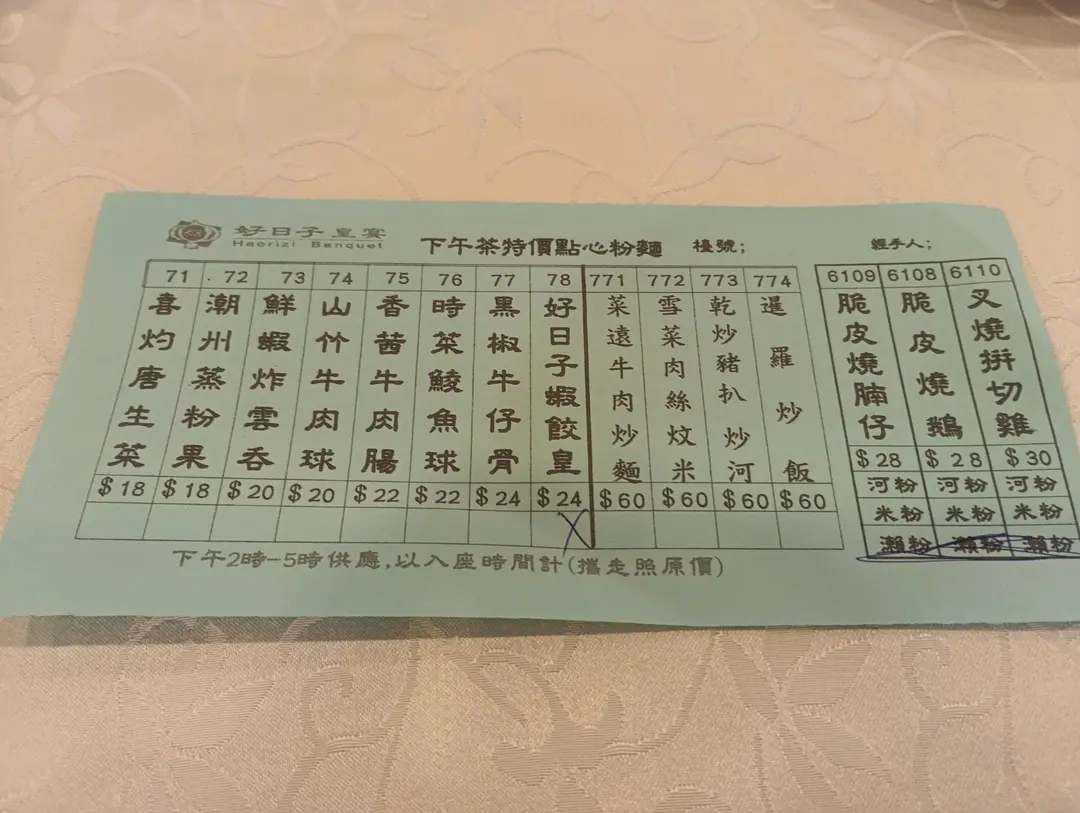 好日子皇宴
Haorizi Banquet
下午茶特價點心粉麵
檯號;
經手人;
71 喜灼唐生菜 $18
72 潮州蒸粉果 $18
73 鮮蝦炸雲吞 $20
74 山竹牛肉球 $20
75 香茜牛肉腸 $22
76 時菜鯪魚球 $22
77 黑椒牛仔骨 $24
78 好日子蝦餃皇 $24
X
771 菜遠牛肉炒麵 $60
772 雪菜肉絲炆米 $60
773 乾炒豬扒炒河 $60
774 暹羅炒飯 $60
6109 脆皮燒腩仔 $28 河粉 米粉 瀨粉
6108 脆皮燒鵝 $28 河粉 米粉 瀨粉
6110 叉燒拼切雞 $30 河粉 米粉 瀨粉
下午2時-5時供應,以入座時間計(攜走照原價)